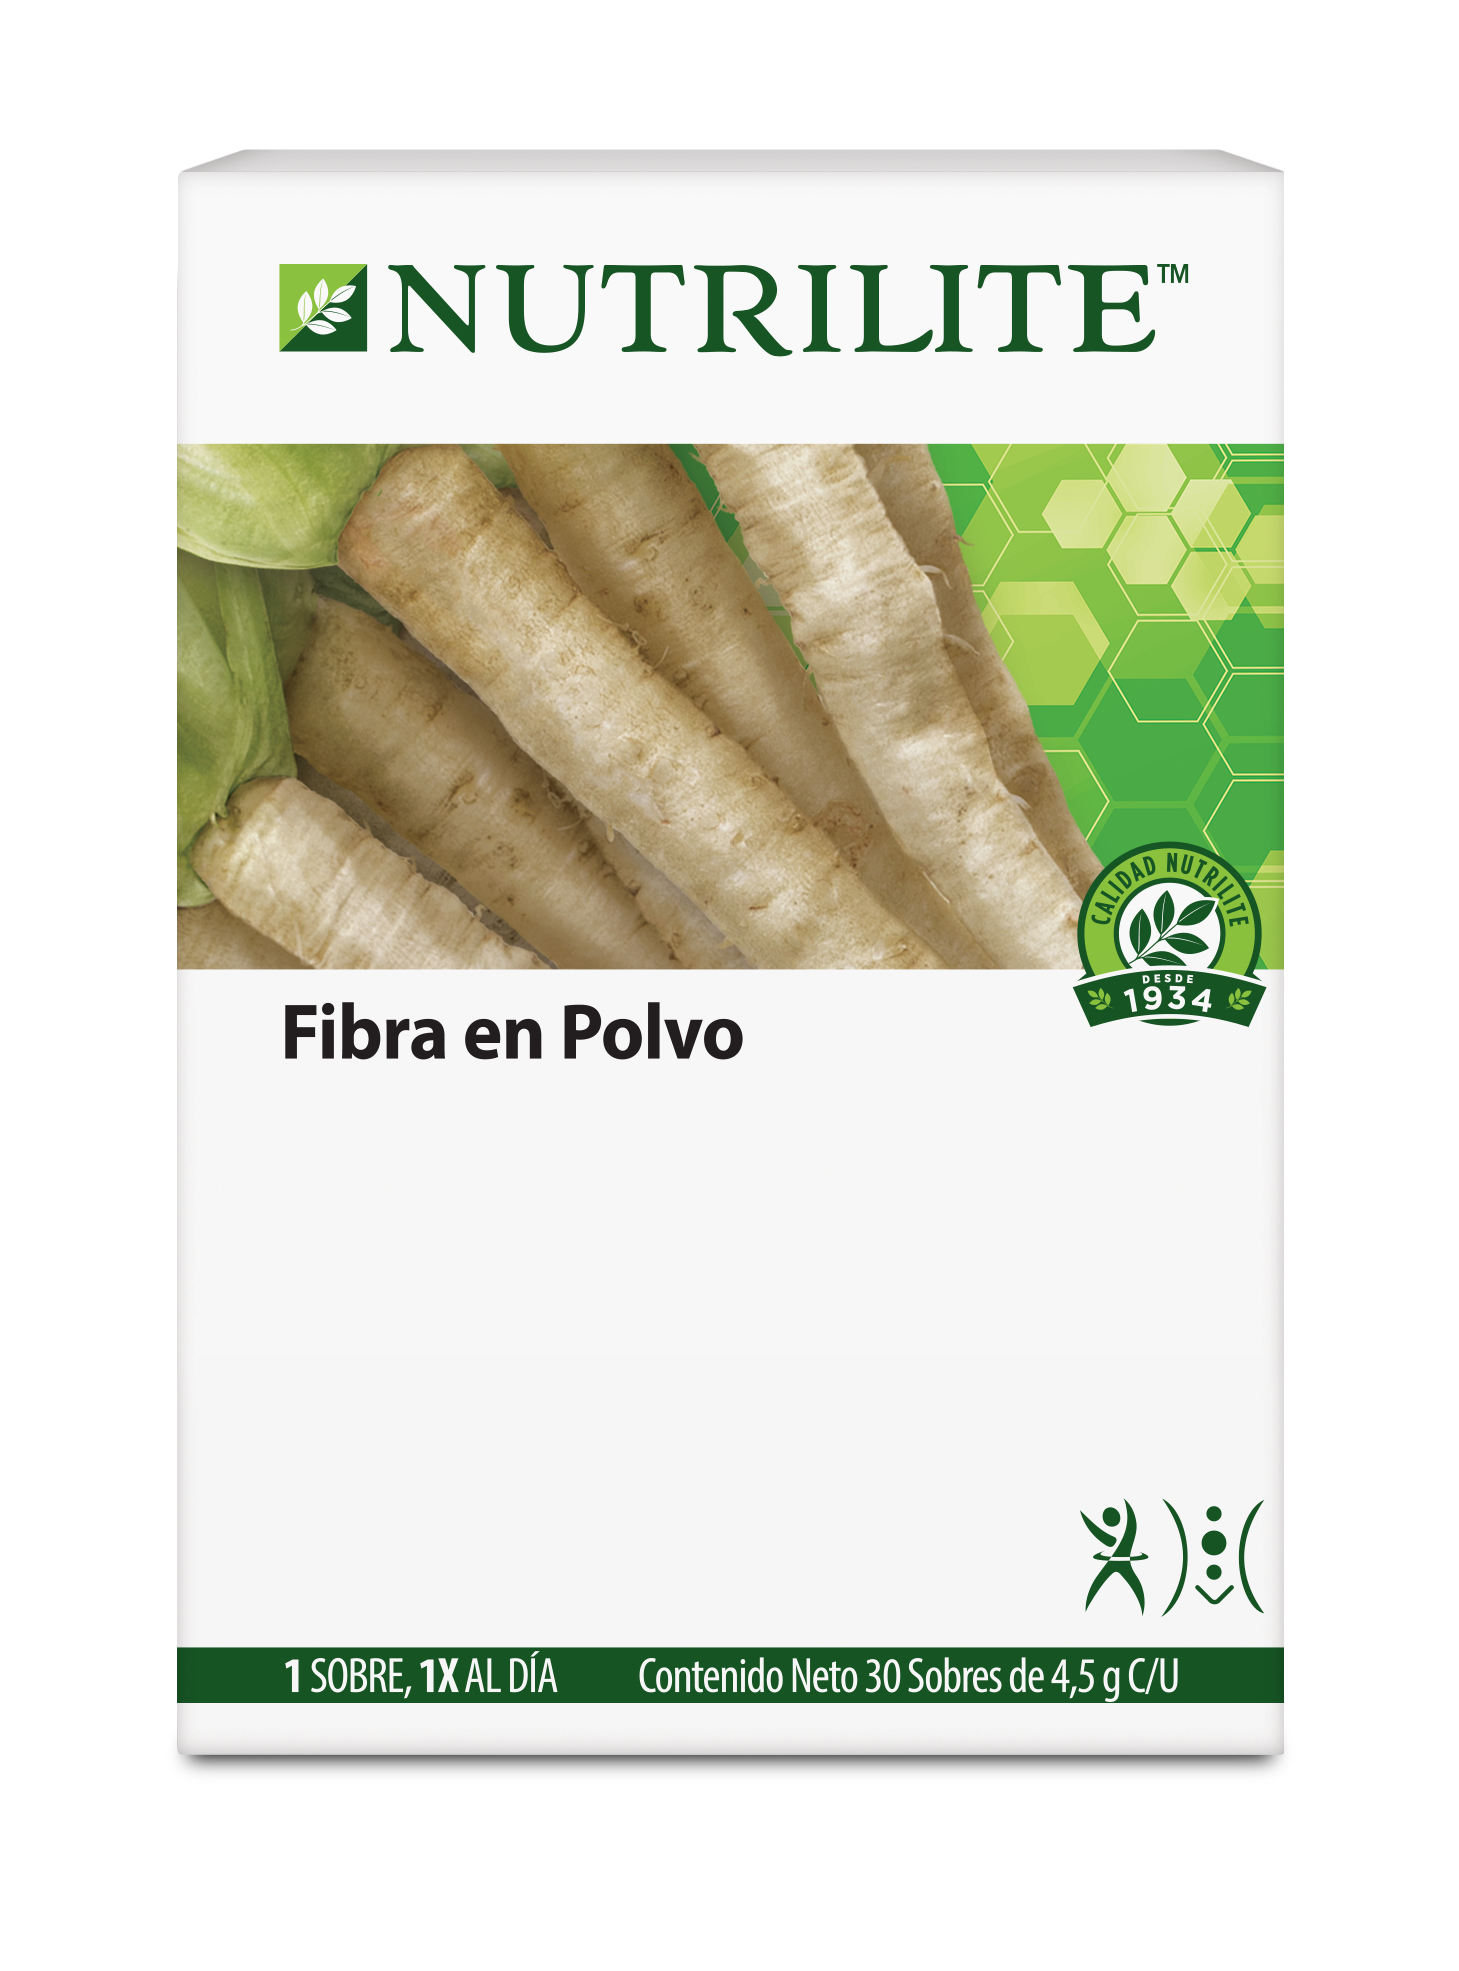 NUTRILITE™
CALIDAD NUTRILITE
DESDE
1934
Fibra en Polvo
1 SOBRE, 1X AL DÍA Contenido Neto 30 Sobres de 4,5 g C/U